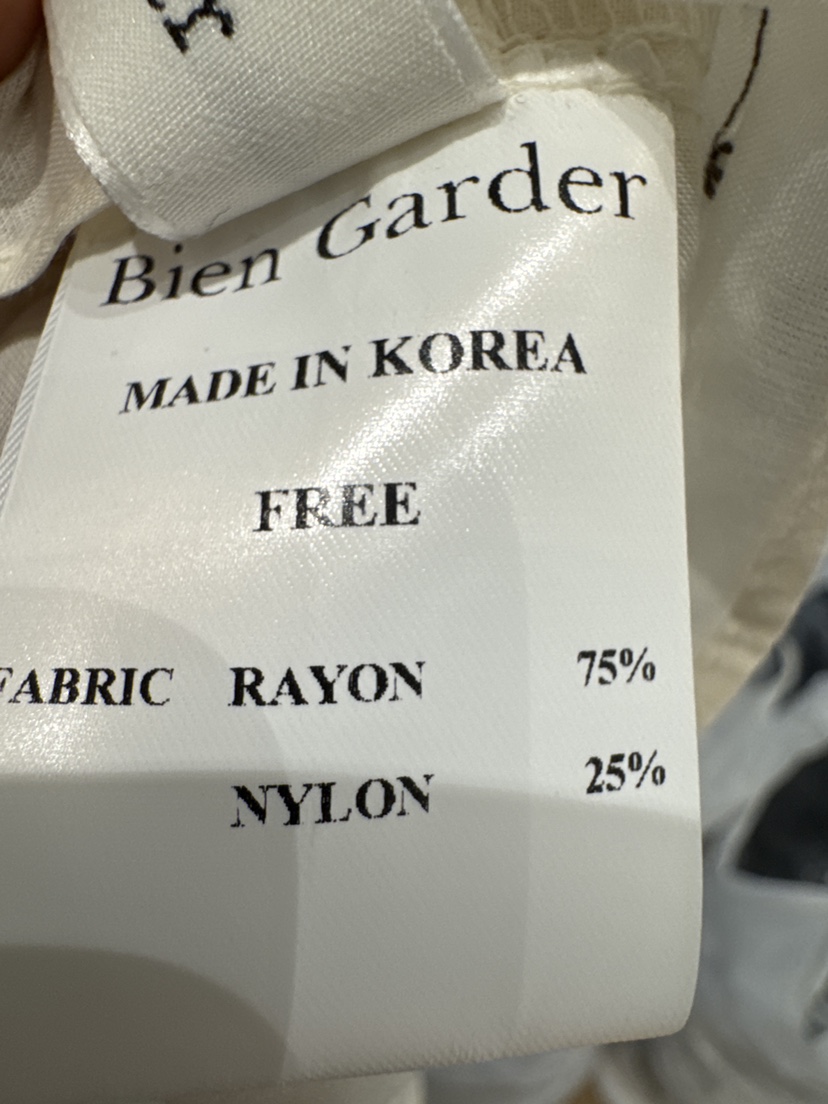 Bien Garder
MADE IN KOREA
FREE
FABRIC RAYON 75%
NYLON 25%